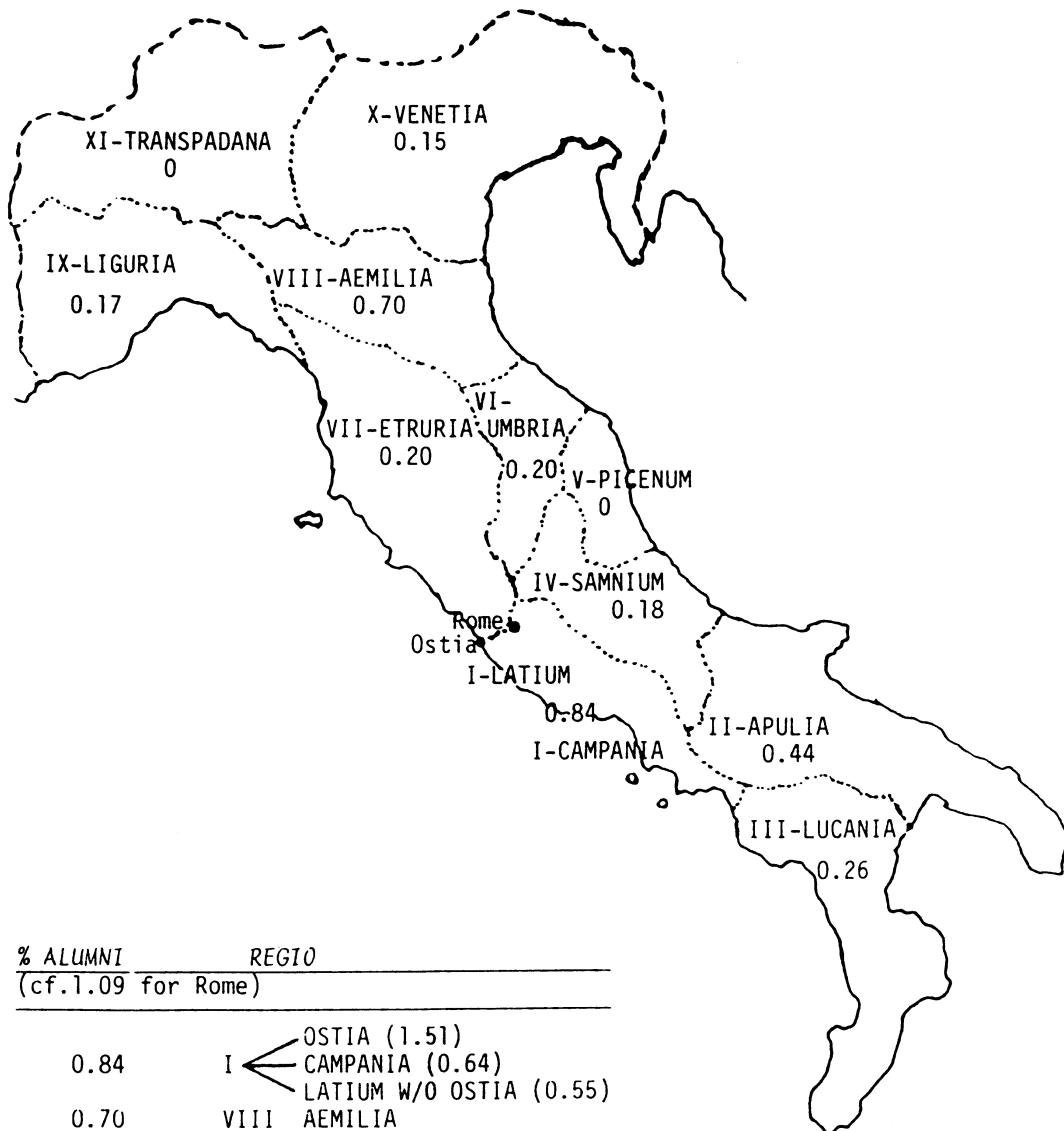 X-VENETIA
0.15
XI-TRANSPADANA
0
IX-LIGURIA
0.17
VIII-AEMILIA
0.70
VI-
VII-ETRURIA UMBRIA
0.20
0.20
V-PICENUM
0
IV-SAMNIUM
0.18
Rome
Ostia
I-LATIUM
0.84
II-APULIA
0.44
I-CAMPANIA
III-LUCANIA
0.26
% ALUMNI REGIO
(cf.1.09 for Rome)
OSTIA (1.51)
0.84 I CAMPANIA (0.64)
LATIUM W/O OSTIA (0.55)
0.70 VIII AEMILIA